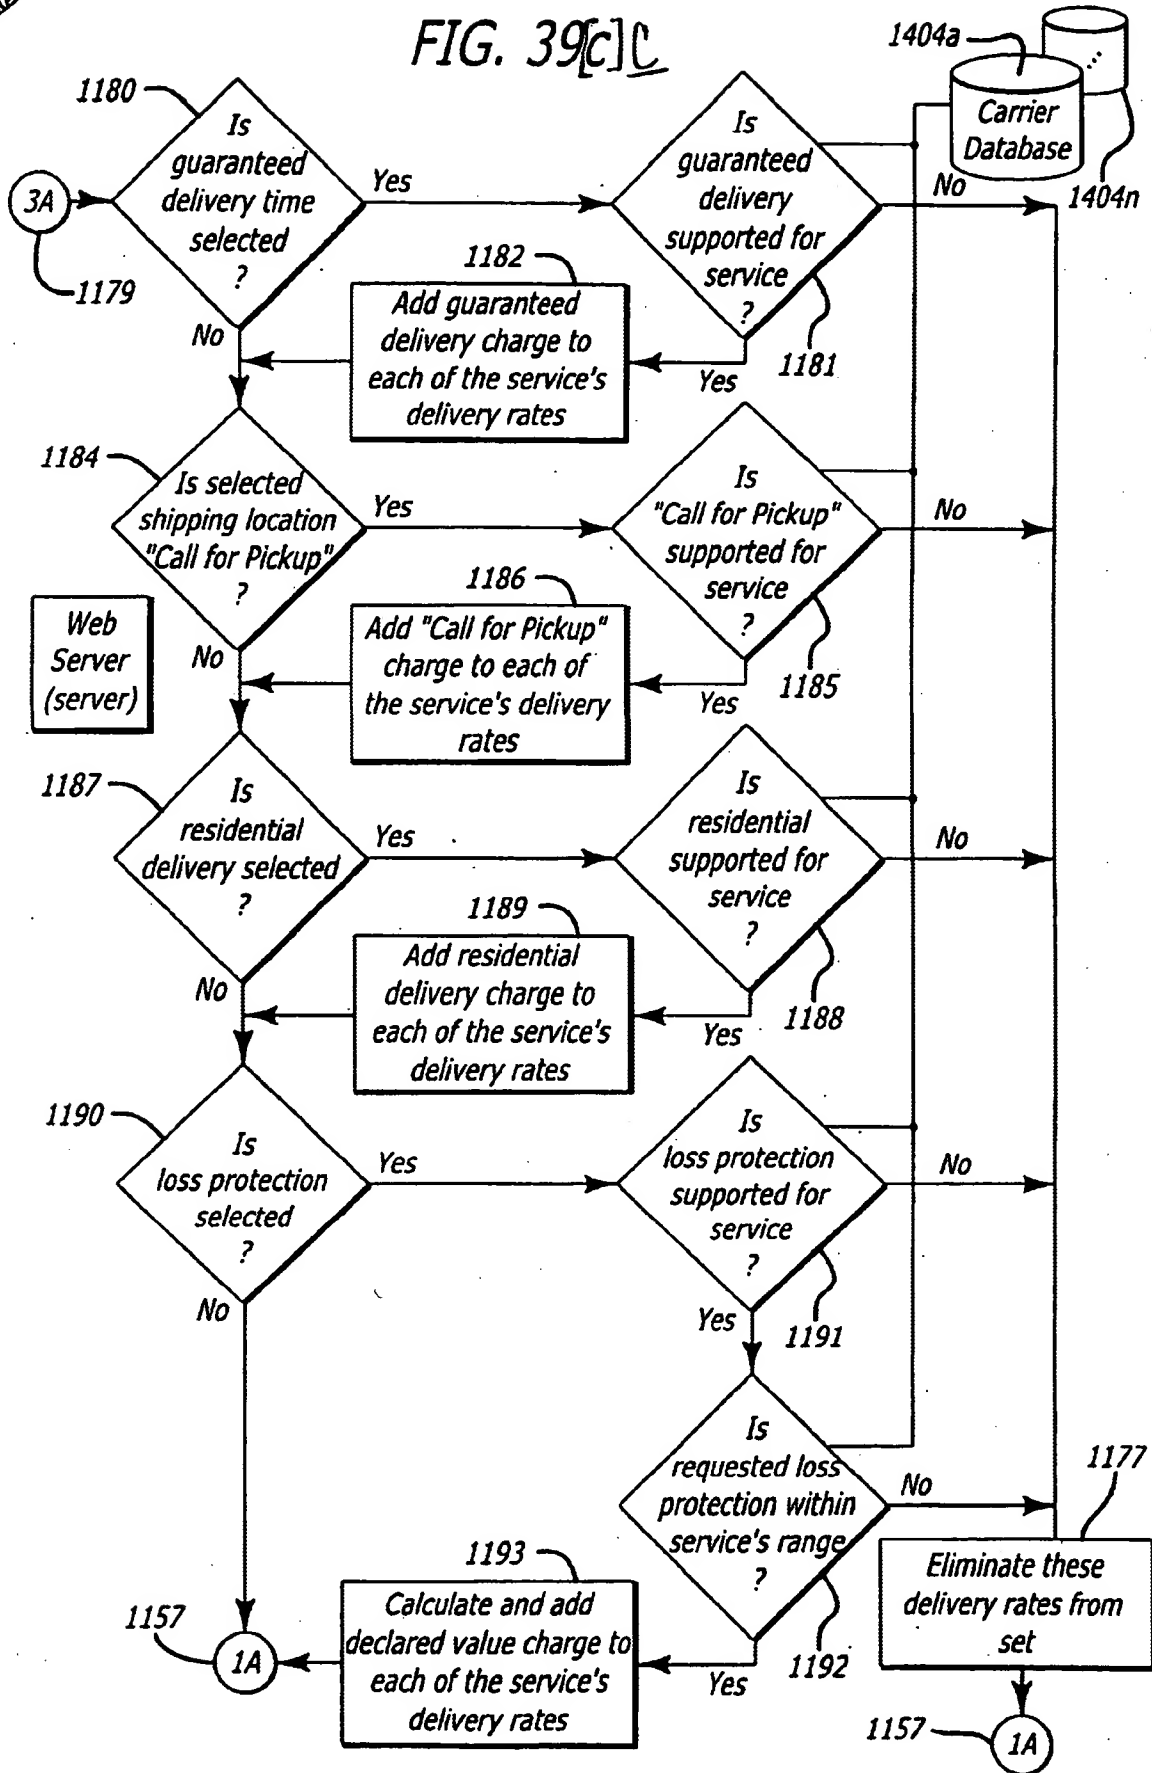 FIG. 39[c]C
1404a
Carrier
Database
1404n
1180
Is
guaranteed
delivery time
selected
?
Yes
Is
guaranteed
delivery
supported for
service
?
No
3A
1179
1182
Add guaranteed
delivery charge to
each of the service's
delivery rates
No
Yes
1181
1184
Is selected
shipping location
"Call for Pickup"
?
Yes
Is
"Call for Pickup"
supported for
service
?
No
1186
Add "Call for Pickup"
charge to each of
the service's delivery
rates
Web
Server
(server)
No
Yes
1185
1187
Is
residential
delivery selected
?
Yes
Is
residential
supported for
service
?
No
1189
Add residential
delivery charge to
each of the service's
delivery rates
No
Yes
1188
1190
Is
loss protection
selected
?
Yes
Is
loss protection
supported for
service
?
No
No
Yes
1191
Is
requested loss
protection within
service's range
?
No
1177
Eliminate these
delivery rates from
set
1193
Calculate and add
declared value charge to
each of the service's
delivery rates
Yes
1192
1157
1A
1157
1A